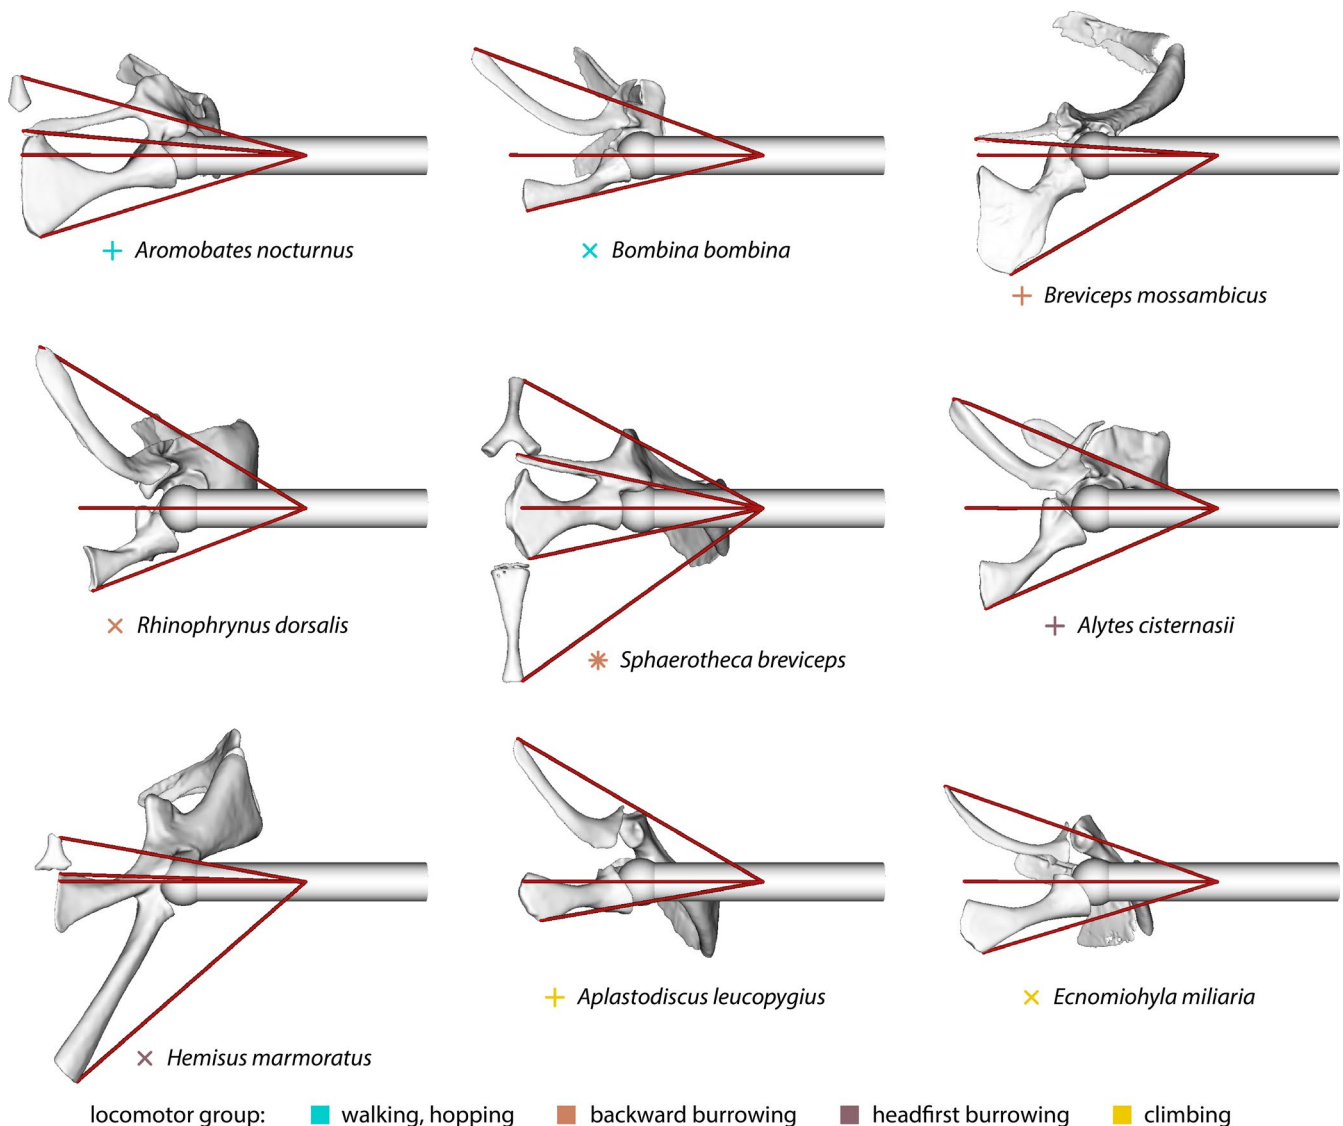 Aromobates nocturnus
Bombina bombina
Breviceps mossambicus
Rhinophrynus dorsalis
Sphaerotheca breviceps
Alytes cisternasii
Hemisus marmoratus
Aplastodiscus leucopygius
Ecnomiohyla miliaria
locomotor group: walking, hopping backward burrowing headfirst burrowing climbing